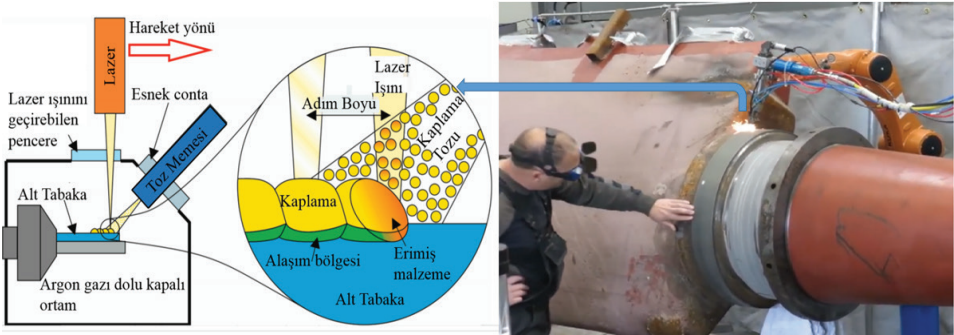 Hareket yönü
Lazer
Lazer ışınını
geçirebilen
pencere
Esnek conta
Toz Memesi
Alt Tabaka
Argon gazı dolu kapalı
ortam
Lazer
Işını
Adım Boyu
Kaplama
Tozu
Kaplama
Alaşım bölgesi
Erimiş
malzeme
Alt Tabaka